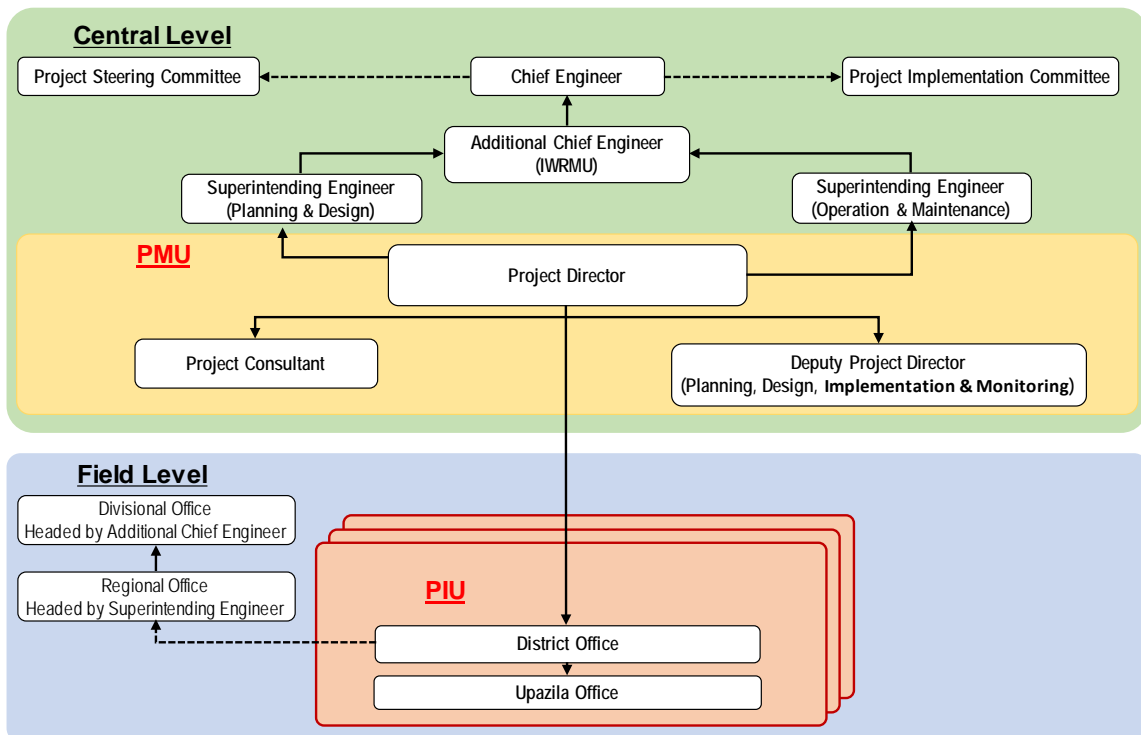 Central Level
Project Steering Committee
Chief Engineer
Project Implementation Committee
Additional Chief Engineer
(IWRMU)
Superintending Engineer
(Planning & Design)
Superintending Engineer
(Operation & Maintenance)
PMU
Project Director
Project Consultant
Deputy Project Director
(Planning, Design, Implementation & Monitoring)
Field Level
Divisional Office
Headed by Additional Chief Engineer
Regional Office
Headed by Superintending Engineer
PIU
District Office
Upazila Office